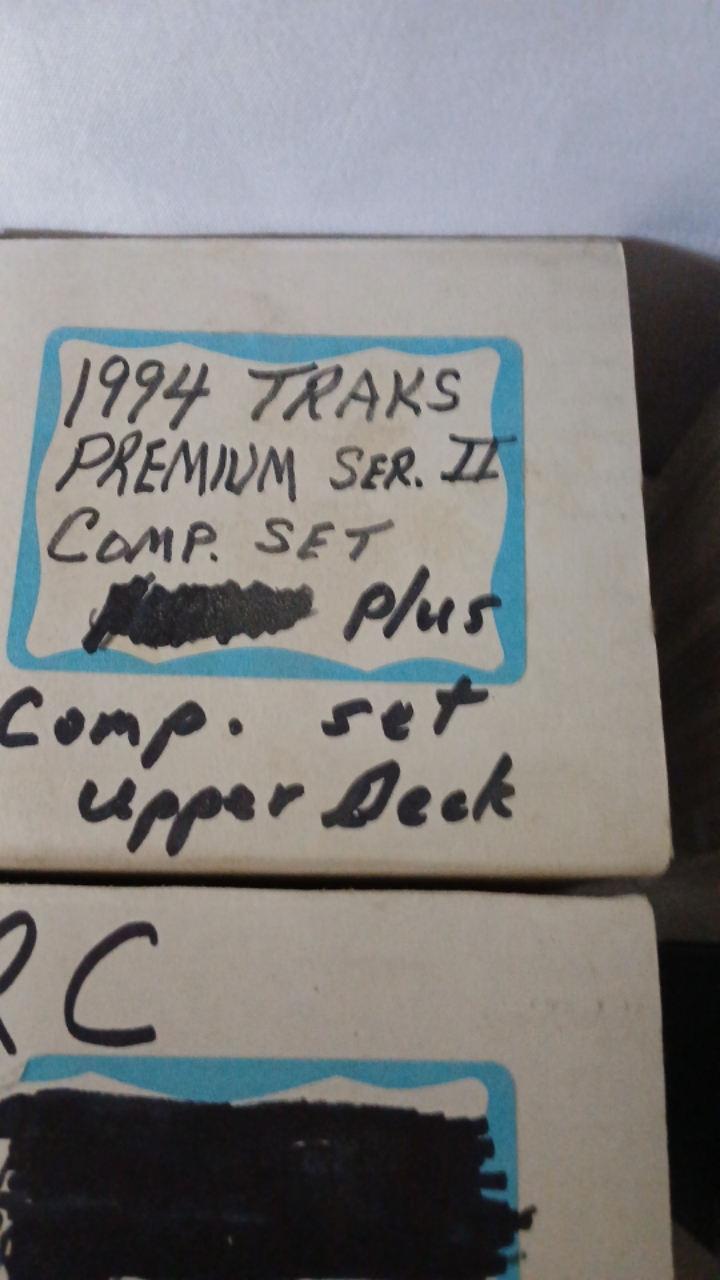 1994 TRAKS
PREMIUM SER. II
COMP. SET
plus
Comp. set
upper Deck
RC